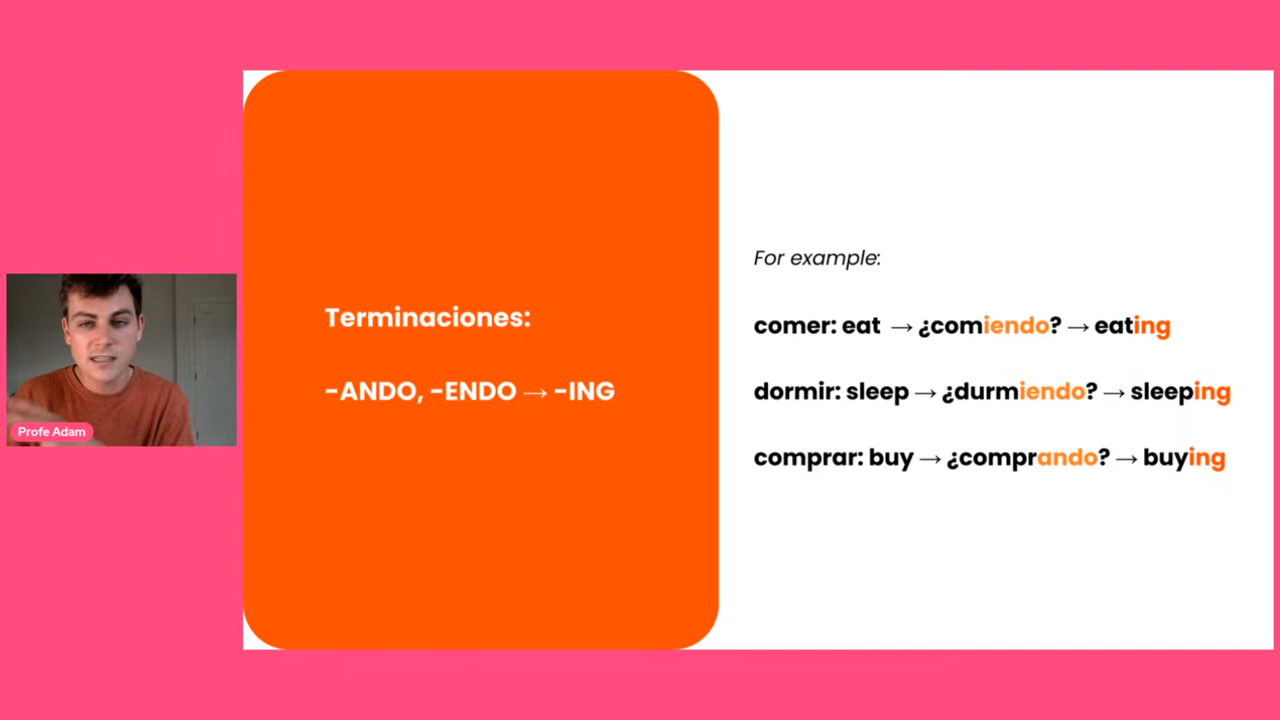 Profe Adam
Terminaciones:
-ANDO, -ENDO → -ING
For example:
comer: eat → ¿comiendo? → eating
dormir: sleep → ¿durmiendo? → sleeping
comprar: buy → ¿comprando? → buying